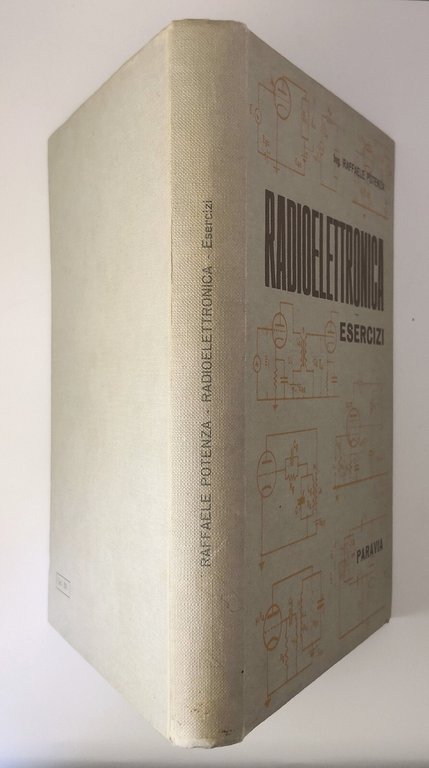 RAFFAELE POTENZA - RADIOELETTRONICA - Esercizi
Ing. RAFFAELE POTENZA
RADIOELETTRONICA
ESERCIZI
PARAVIA